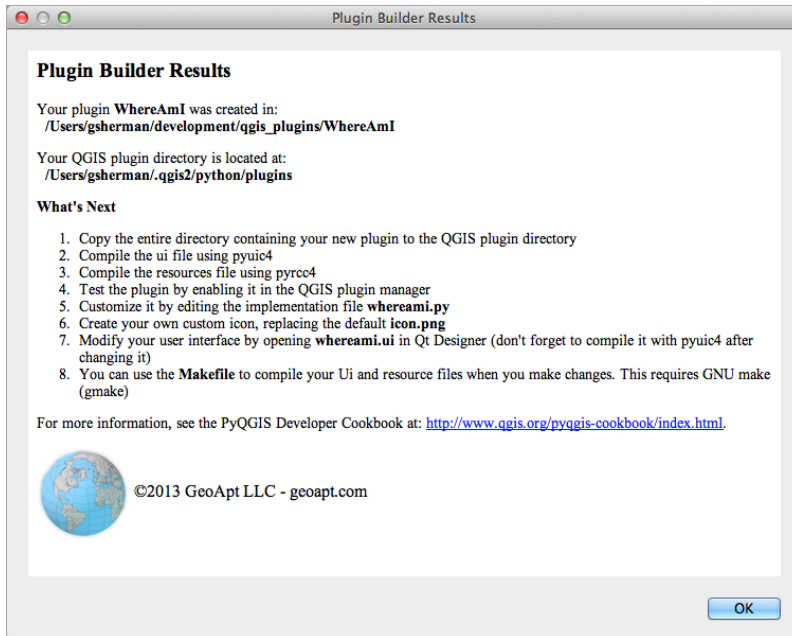 Plugin Builder Results
Plugin Builder Results
Your plugin WhereAmI was created in:
/Users/gsherman/development/qgis_plugins/WhereAmI
Your QGIS plugin directory is located at:
/Users/gsherman/.qgis2/python/plugins
What's Next
1. Copy the entire directory containing your new plugin to the QGIS plugin directory
2. Compile the ui file using pyuic4
3. Compile the resources file using pyrcc4
4. Test the plugin by enabling it in the QGIS plugin manager
5. Customize it by editing the implementation file whereami.py
6. Create your own custom icon, replacing the default icon.png
7. Modify your user interface by opening whereami.ui in Qt Designer (don't forget to compile it with pyuic4 after
changing it)
8. You can use the Makefile to compile your Ui and resource files when you make changes. This requires GNU make
(gmake)
For more information, see the PyQGIS Developer Cookbook at: http://www.qgis.org/pyqgis-cookbook/index.html.
©2013 GeoApt LLC - geoapt.com
OK